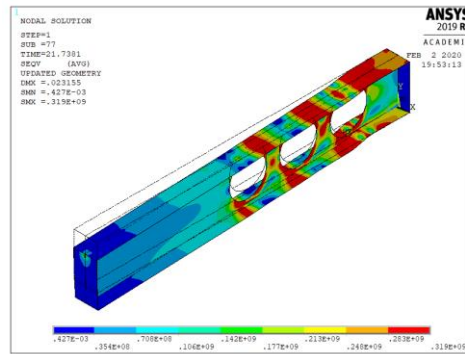 1
NODAL SOLUTION
STEP=1
SUB =77
TIME=21.7381
SEQV (AVG)
UPDATED GEOMETRY
DMX =.023155
SMN =.427E-03
SMX =.319E+09
ANSYS
2019 R
ACADEMI
FEB 2 2020
19:53:13
Y
X
.427E-03 .708E+08 .142E+09 .213E+09 .283E+09
.354E+08 .106E+09 .177E+09 .248E+09 .319E+09